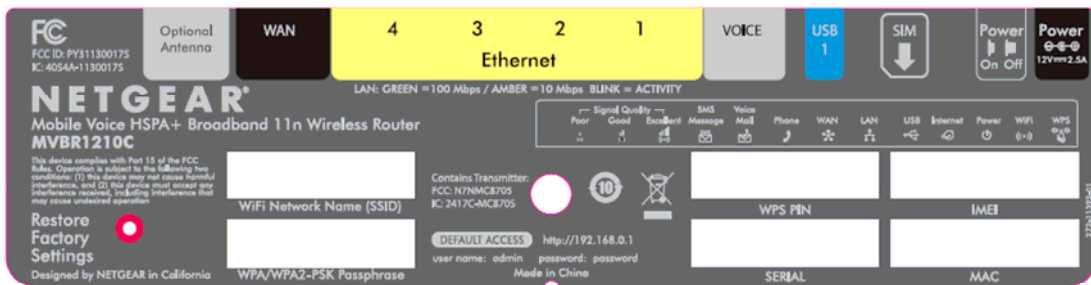 FC
FCC ID: PY311300175
IC: 4054A-11300175
Optional
Antenna
WAN
4 3 2 1
Ethernet
VOICE
USB
1
SIM
Power
On Off
Power
12V 2.5A
LAN: GREEN =100 Mbps / AMBER =10 Mbps BLINK = ACTIVITY
NETGEAR®
Mobile Voice HSPA+ Broadband 11n Wireless Router
MVBR1210C
Signal Quality
Poor Good Excellent
SMS
Message
Voice
Mail
Phone
WAN
LAN
USB
Internet
Power
WiFi
WPS
This device complies with Part 15 of the FCC
Rules. Operation is subject to the following two
conditions: (1) this device may not cause harmful
interference, and (2) this device must accept any
interference received, including interference that
may cause undesired operation
WiFi Network Name (SSID)
Contains Transmitter:
FCC: N7NMC8705
IC: 2417C-MC8705
10
WPS PIN
IMEI
Restore
Factory
Settings
DEFAULT ACCESS http://192.168.0.1
user name: admin password: password
Designed by NETGEAR in California
WPA/WPA2-PSK Passphrase
Made in China
SERIAL
MAC